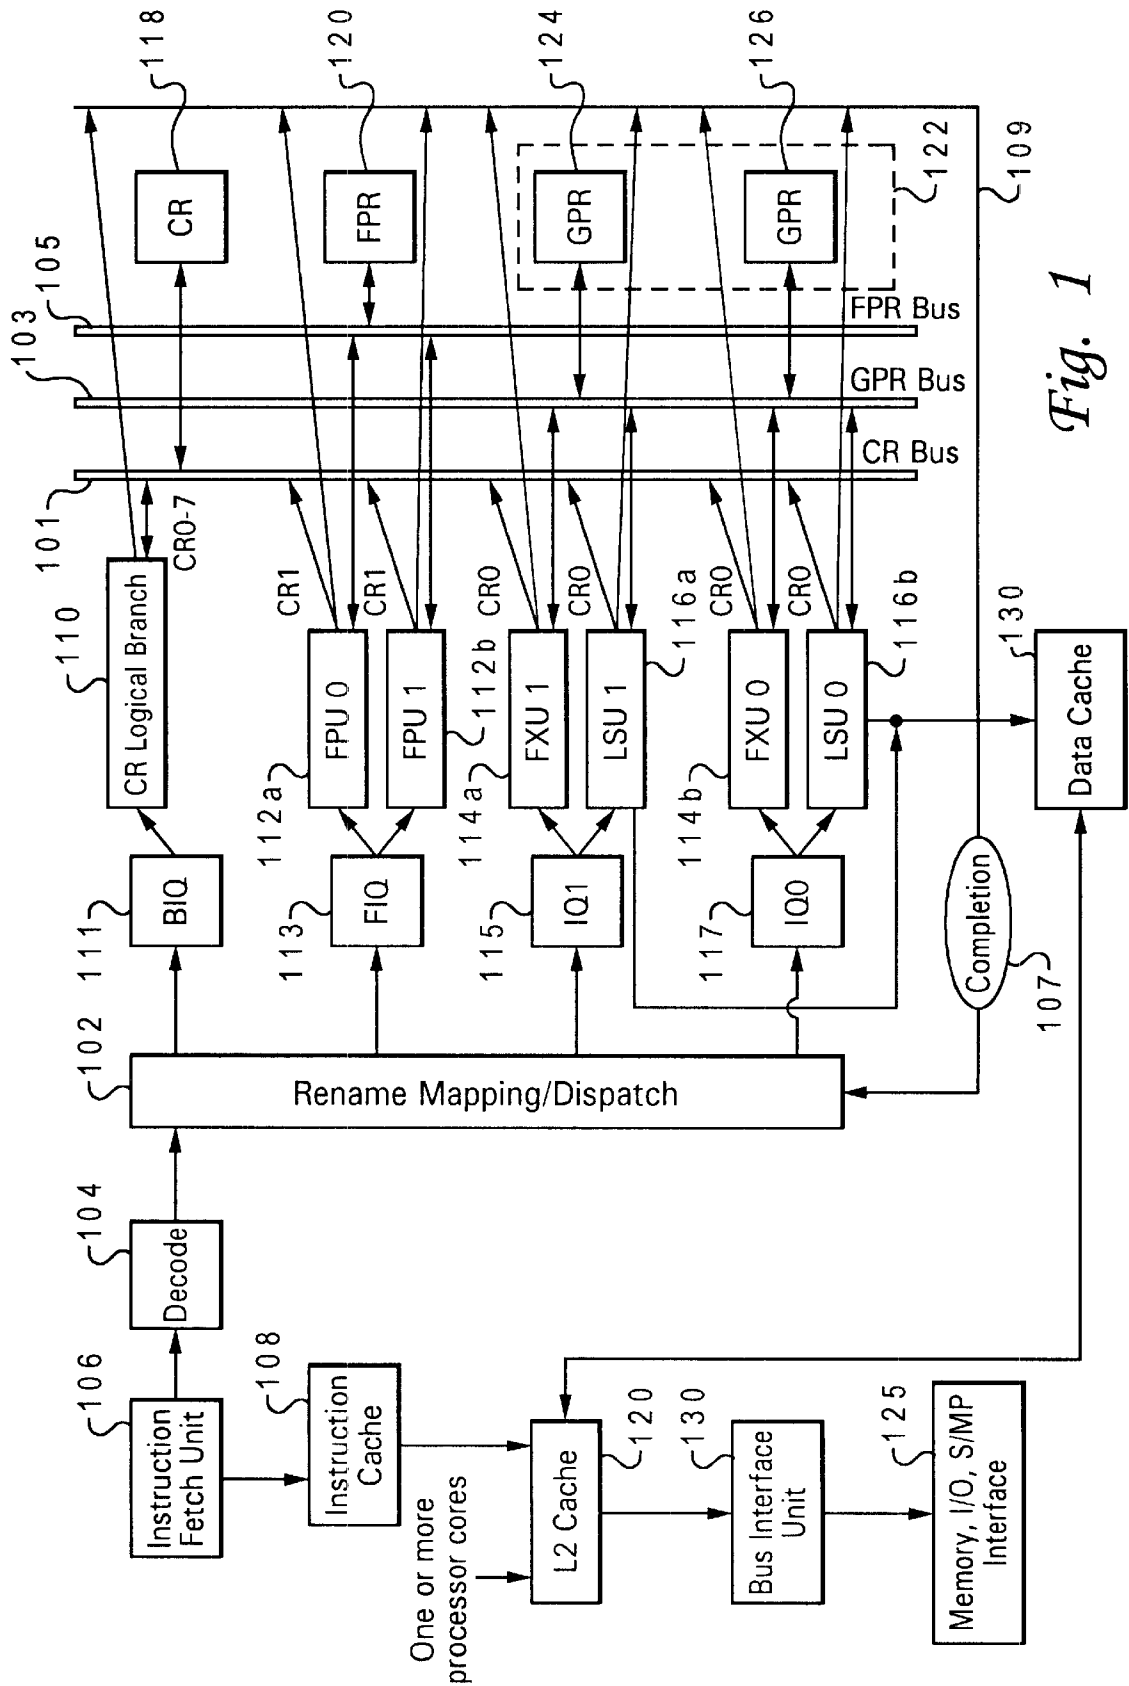 106
Instruction
Fetch Unit
104
Decode
102
Rename Mapping/Dispatch
111
BIQ
110
CR Logical Branch
CR0-7
101
103
105
118
CR
108
Instruction
Cache
113
FIQ
112a
FPU 0
CR1
FPU 1
CR1
112b
120
FPR
One or more
processor cores
L2 Cache
120
115
IQ1
114a
FXU 1
CR0
LSU 1
CR0
116a
124
GPR
130
Bus Interface
Unit
117
IQ0
114b
FXU 0
CR0
LSU 0
CR0
116b
126
GPR
122
CR Bus
GPR Bus
FPR Bus
125
Memory, I/O, S/MP
Interface
Completion
107
109
130
Data Cache
Fig. 1